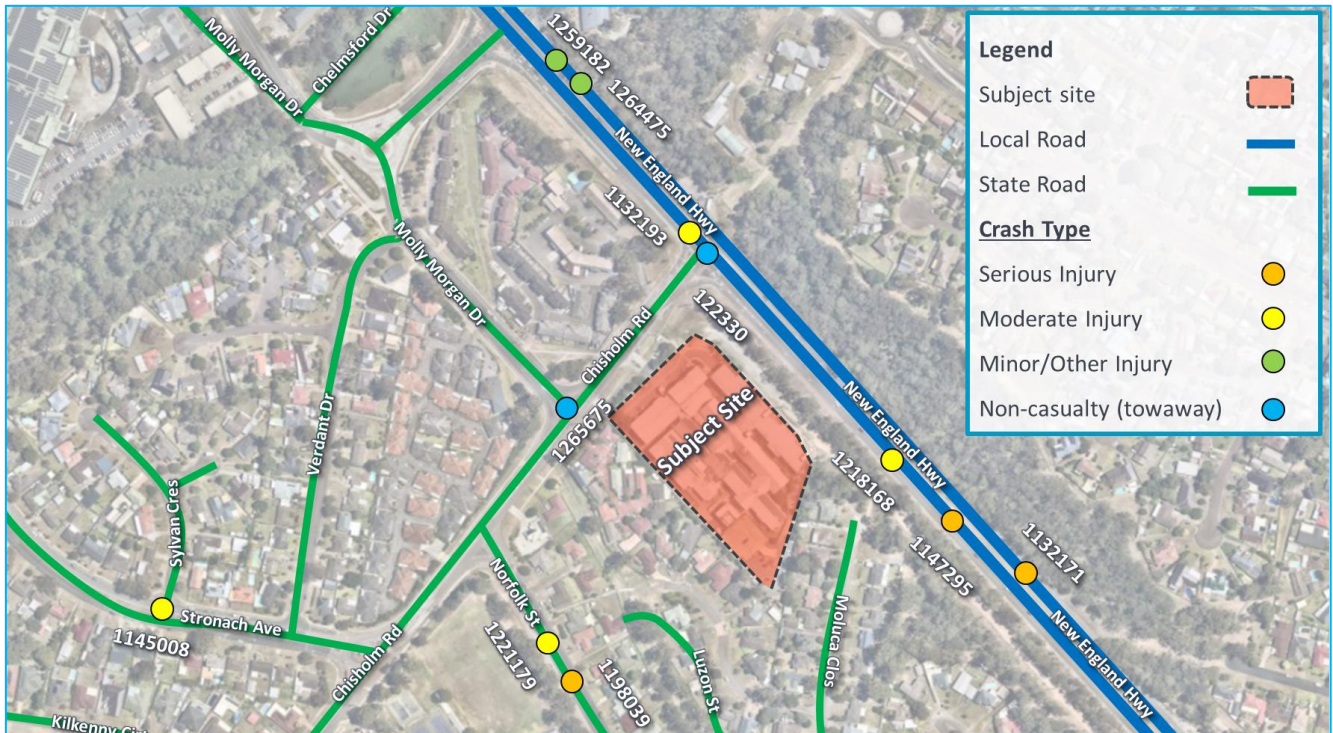 Molly Morgan Dr
Chelmsford Dr
1259182
1264475
New England Hwy
1132193
122330
Molly Morgan Dr
Chisholm Rd
1265675
Subject Site
Verdant Dr
Sylvan Cres
Stronach Ave
1145008
Chisholm Rd
Norfolk St
1221179
1198039
Luzon St
Moluca Clos
New England Hwy
1218168
1147295
1132171
New England Hwy
Kilkenny
Legend
Subject site
Local Road
State Road
Crash Type
Serious Injury
Moderate Injury
Minor/Other Injury
Non-casualty (towaway)